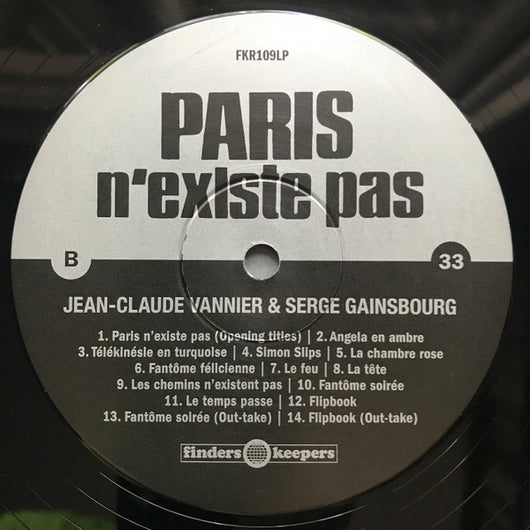 FKR109LP
PARIS
n'existe pas
B 33
JEAN-CLAUDE VANNIER & SERGE GAINSBOURG
1. Paris n'existe pas (Opening titles) | 2. Angela en ambre
3. Télékinésie en turquoise | 4. Simon Slips | 5. La chambre rose
6. Fantôme félicienne | 7. Le feu | 8. La tête
9. Les chemins n'existent pas | 10. Fantôme soirée
11. Le temps passe | 12. Flipbook
13. Fantôme soirée (Out-take) | 14. Flipbook (Out-take)
finders keepers